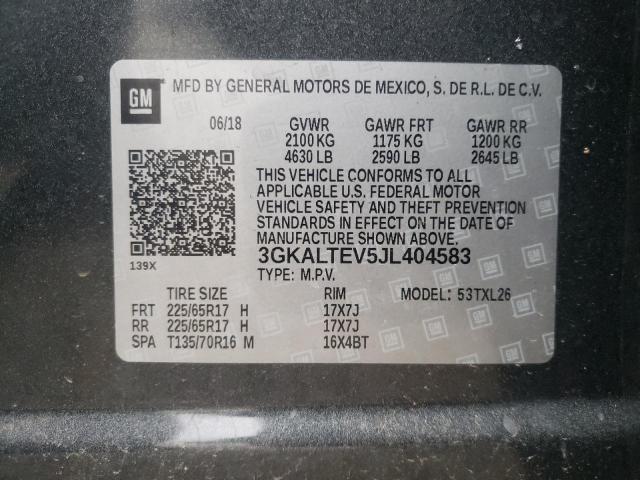 GM
MFD BY GENERAL MOTORS DE MEXICO, S. DE R.L. DE C.V.
06/18 GVWR GAWR FRT GAWR RR
2100 KG 1175 KG 1200 KG
4630 LB 2590 LB 2645 LB
THIS VEHICLE CONFORMS TO ALL
APPLICABLE U.S. FEDERAL MOTOR
VEHICLE SAFETY AND THEFT PREVENTION
STANDARDS IN EFFECT ON THE DATE OF
MANUFACTURE SHOWN ABOVE.
139X
3GKALTEV5JL404583
TYPE: M.P.V.
TIRE SIZE RIM MODEL: 53TXL26
FRT 225/65R17 H 17X7J
RR 225/65R17 H 17X7J
SPA T135/70R16 M 16X4BT